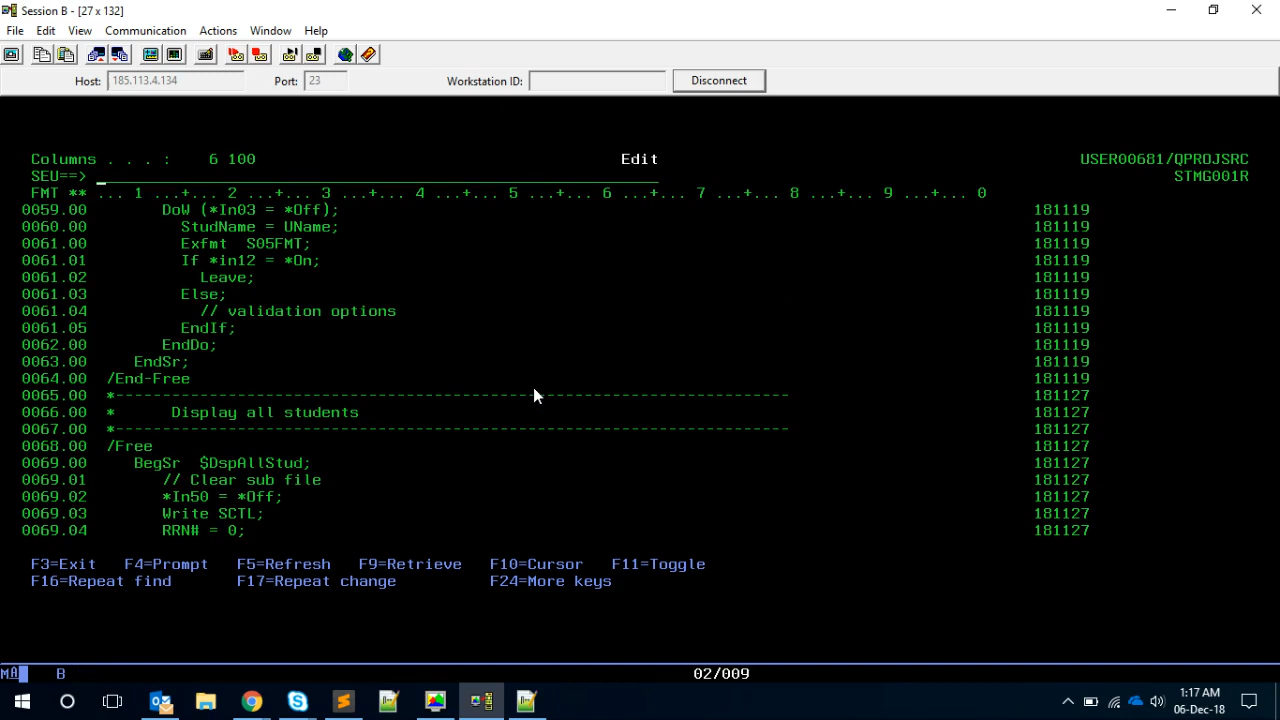 Session B - [27 x 132]
File Edit View Communication Actions Window Help
Host: 185.113.4.134 Port: 23 Workstation ID: Disconnect
Columns . . . : 6 100 Edit USER00681/QPROJSRC
SEU==> STMG001R
FMT ** ... 1 ...+... 2 ...+... 3 ...+... 4 ...+... 5 ...+... 6 ...+... 7 ...+... 8 ...+... 9 ...+... 0
0059.00 DoW (*In03 = *Off); 181119
0060.00 StudName = UName; 181119
0061.00 Exfmt S05FMT; 181119
0061.01 If *in12 = *On; 181119
0061.02 Leave; 181119
0061.03 Else; 181119
0061.04 // validation options 181119
0061.05 EndIf; 181119
0062.00 EndDo; 181119
0063.00 EndSr; 181119
0064.00 /End-Free 181119
0065.00 *------------------------------------------------------------------------ 181127
0066.00 * Display all students 181127
0067.00 *------------------------------------------------------------------------ 181127
0068.00 /Free 181127
0069.00 BegSr $DspAllStud; 181127
0069.01 // Clear sub file 181127
0069.02 *In50 = *Off; 181127
0069.03 Write SCTL; 181127
0069.04 RRN# = 0; 181127
F3=Exit F4=Prompt F5=Refresh F9=Retrieve F10=Cursor F11=Toggle
F16=Repeat find F17=Repeat change F24=More keys
MA B 02/009
1:17 AM
06-Dec-18